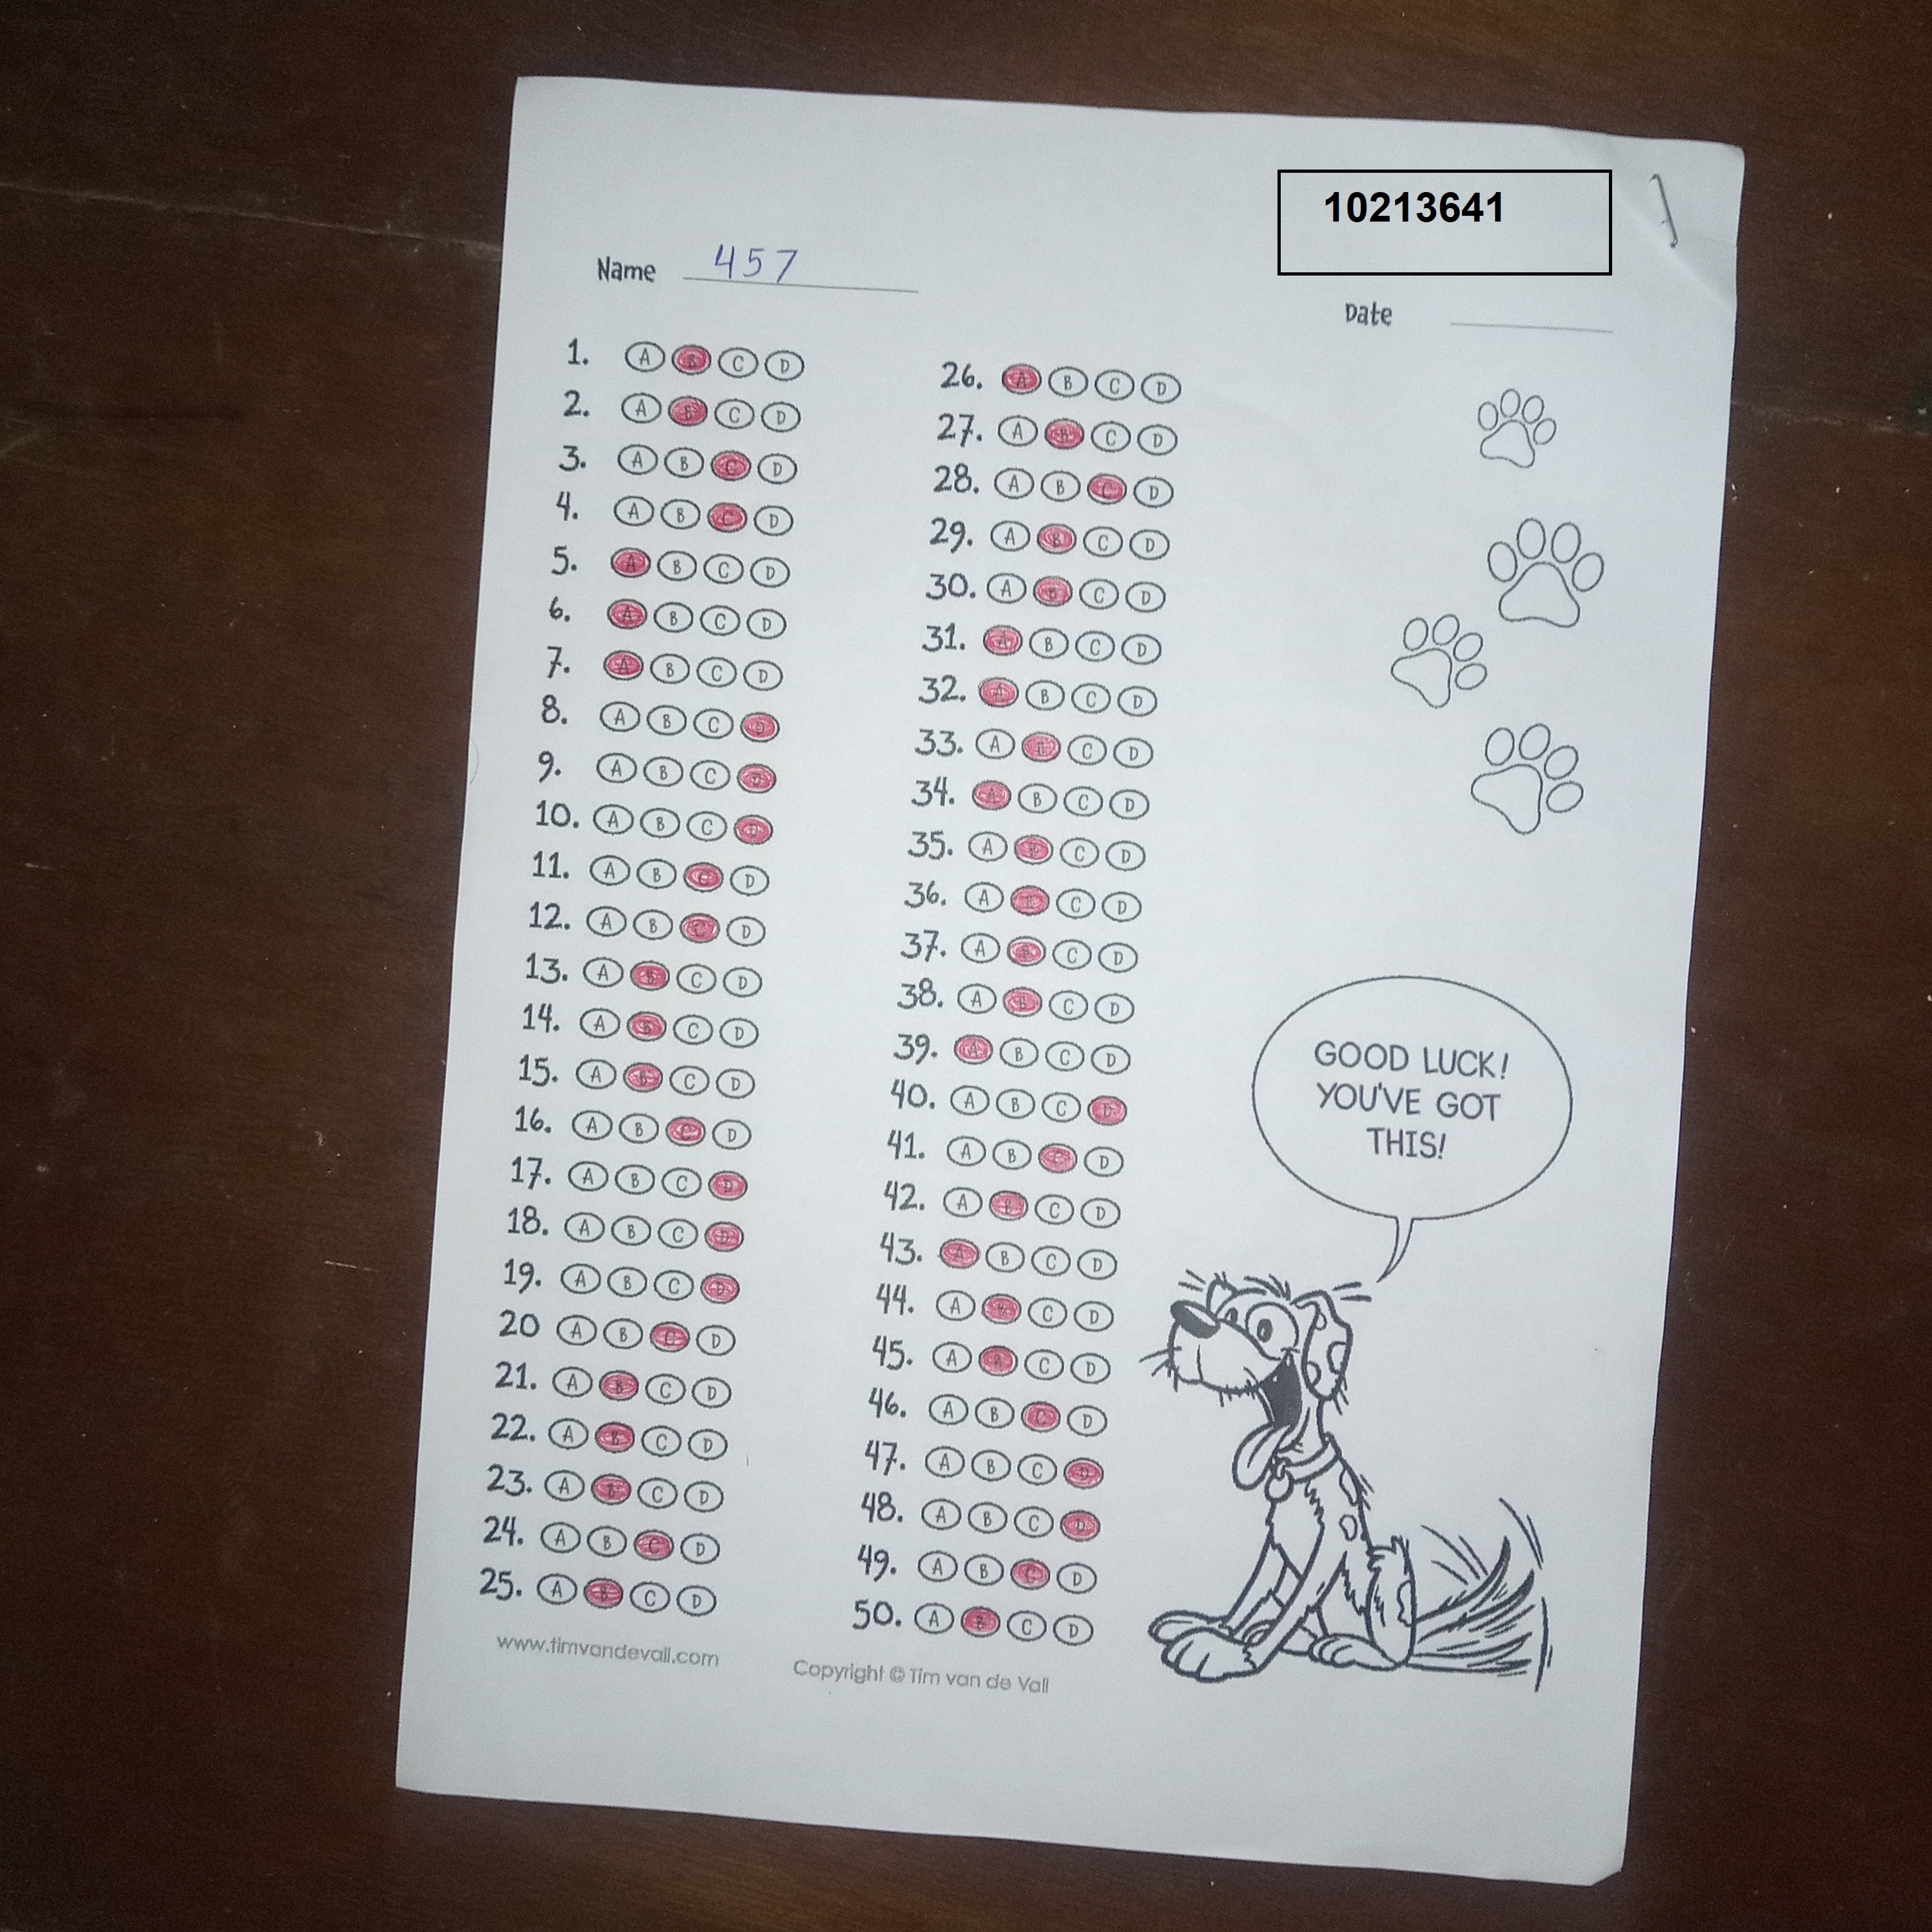 10213641
Name 457
Date
1. A B C D
2. A B C D
3. A B C D
4. A B C D
5. A B C D
6. A B C D
7. A B C D
8. A B C D
9. A B C D
10. A B C D
11. A B C D
12. A B C D
13. A B C D
14. A B C D
15. A B C D
16. A B C D
17. A B C D
18. A B C D
19. A B C D
20 A B C D
21. A B C D
22. A B C D
23. A B C D
24. A B C D
25. A B C D
26. A B C D
27. A B C D
28. A B C D
29. A B C D
30. A B C D
31. A B C D
32. A B C D
33. A B C D
34. A B C D
35. A B C D
36. A B C D
37. A B C D
38. A B C D
39. A B C D
40. A B C D
41. A B C D
42. A B C D
43. A B C D
44. A B C D
45. A B C D
46. A B C D
47. A B C D
48. A B C D
49. A B C D
50. A B C D
GOOD LUCK!
YOU'VE GOT
THIS!
www.timvandevall.com
Copyright © Tim van de Vall